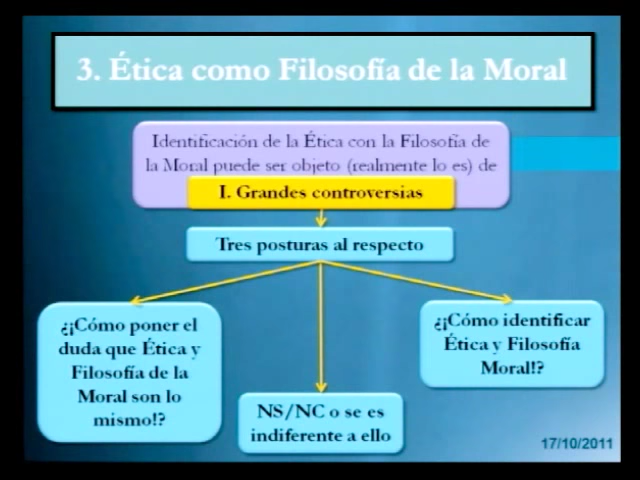 3. Ética como Filosofía de la Moral
Identificación de la Ética con la Filosofía de
la Moral puede ser objeto (realmente lo es) de
I. Grandes controversias
Tres posturas al respecto
¿¡Cómo poner el
duda que Ética y
Filosofía de la
Moral son lo
mismo!?
NS/NC o se es
indiferente a ello
¿¡Cómo identificar
Ética y Filosofía
Moral!?
17/10/2011